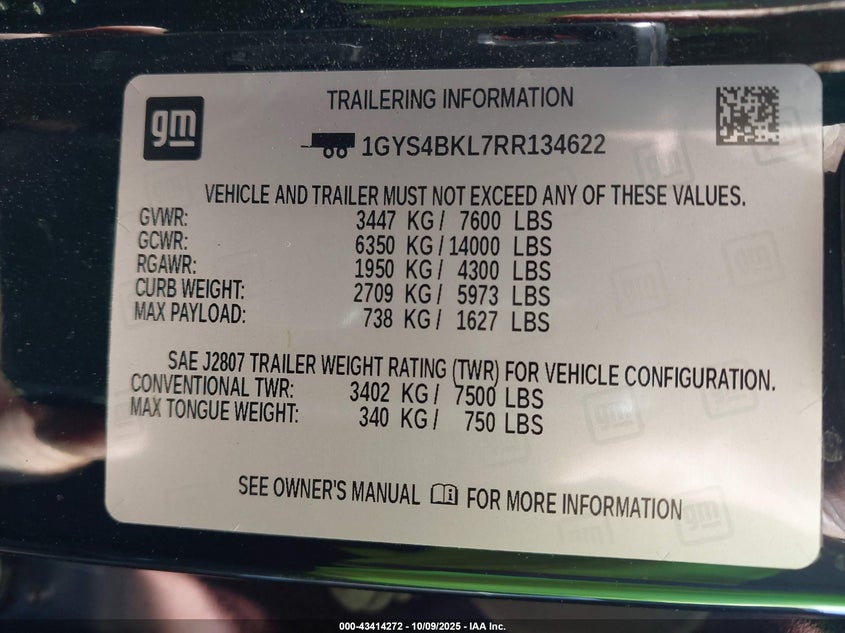 gm
TRAILERING INFORMATION
1GYS4BKL7RR134622
VEHICLE AND TRAILER MUST NOT EXCEED ANY OF THESE VALUES.
GVWR: 3447 KG / 7600 LBS
GCWR: 6350 KG / 14000 LBS
RGAWR: 1950 KG / 4300 LBS
CURB WEIGHT: 2709 KG / 5973 LBS
MAX PAYLOAD: 738 KG / 1627 LBS
SAE J2807 TRAILER WEIGHT RATING (TWR) FOR VEHICLE CONFIGURATION.
CONVENTIONAL TWR: 3402 KG / 7500 LBS
MAX TONGUE WEIGHT: 340 KG / 750 LBS
SEE OWNER'S MANUAL FOR MORE INFORMATION
000-43414272 - 10/09/2025 - IAA Inc.